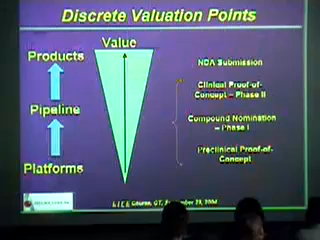 Discrete Valuation Points
Value
Products
Pipeline
Platforms
NDA Submission
Clinical Proof-of-
Concept – Phase II
Compound Nomination
– Phase I
Preclinical Proof-of-
Concept